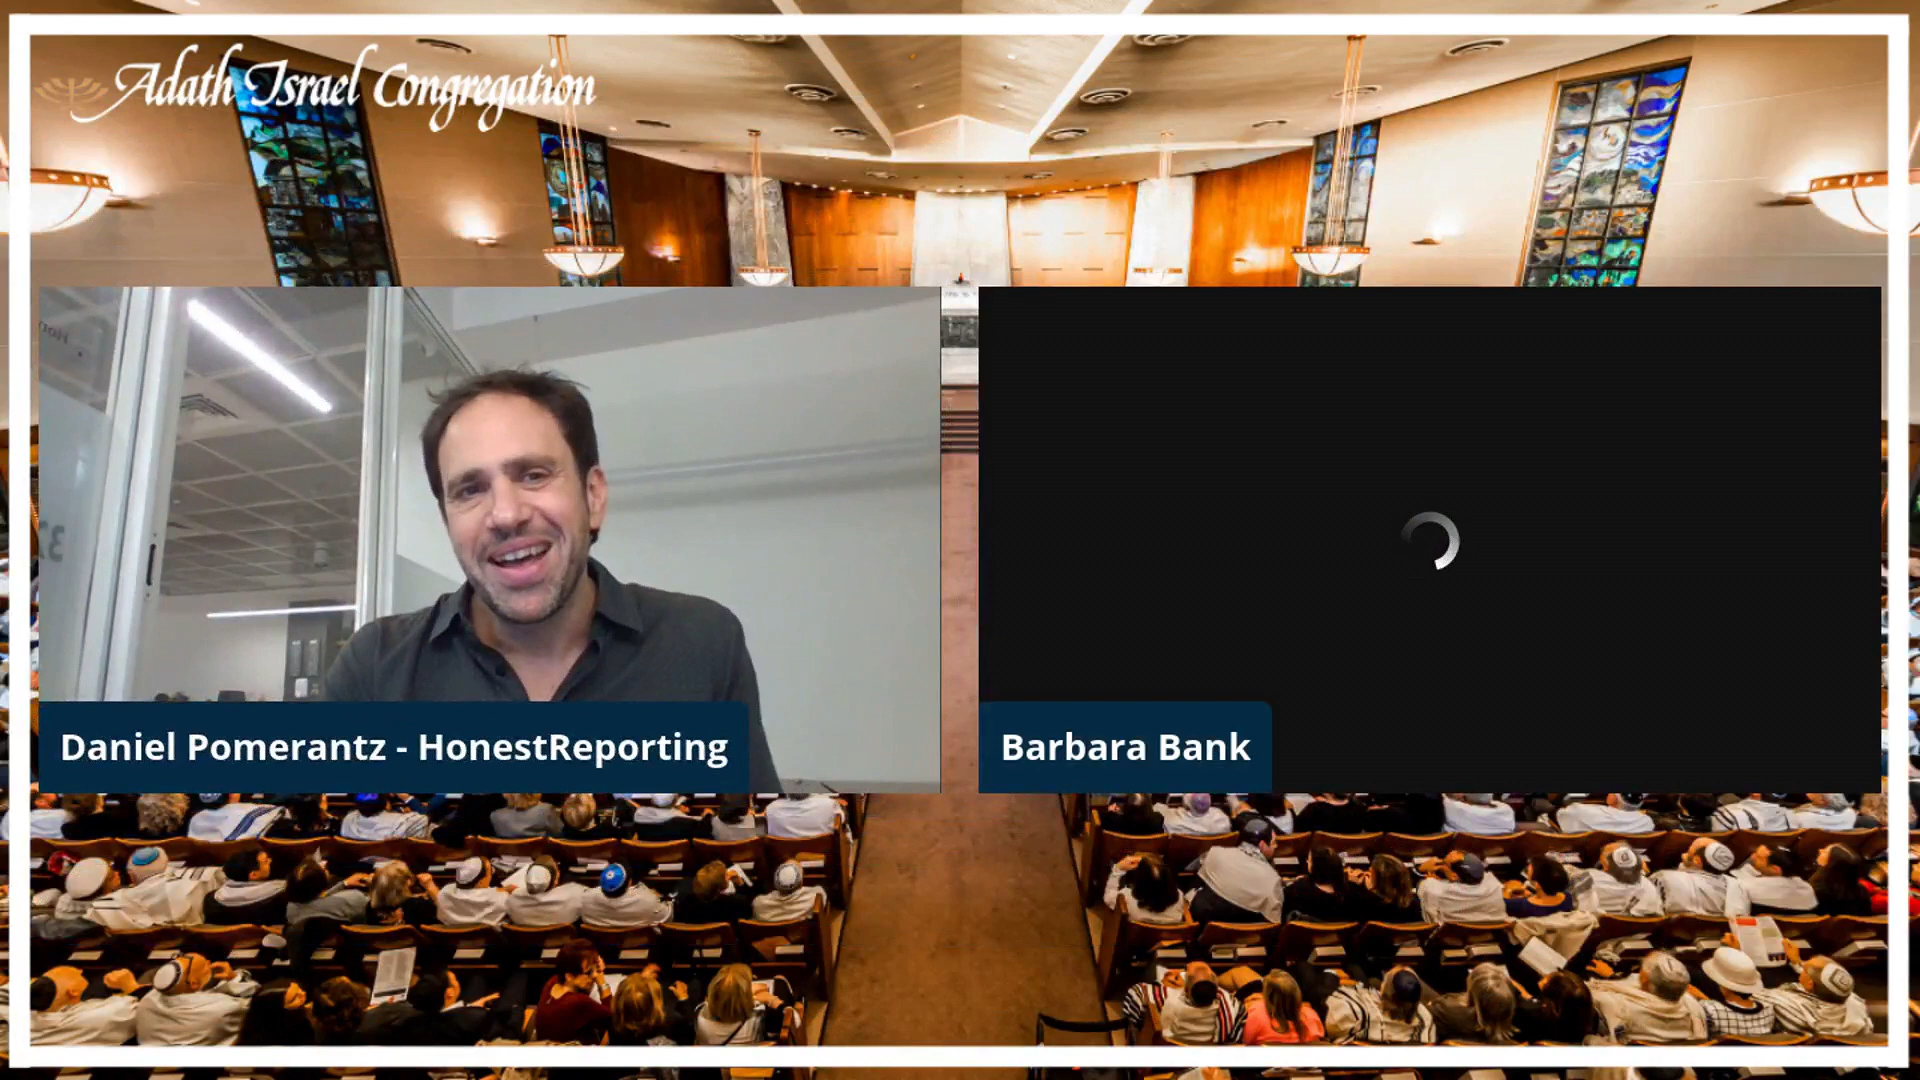 Adath Israel Congregation
Daniel Pomerantz - HonestReporting
Barbara Bank